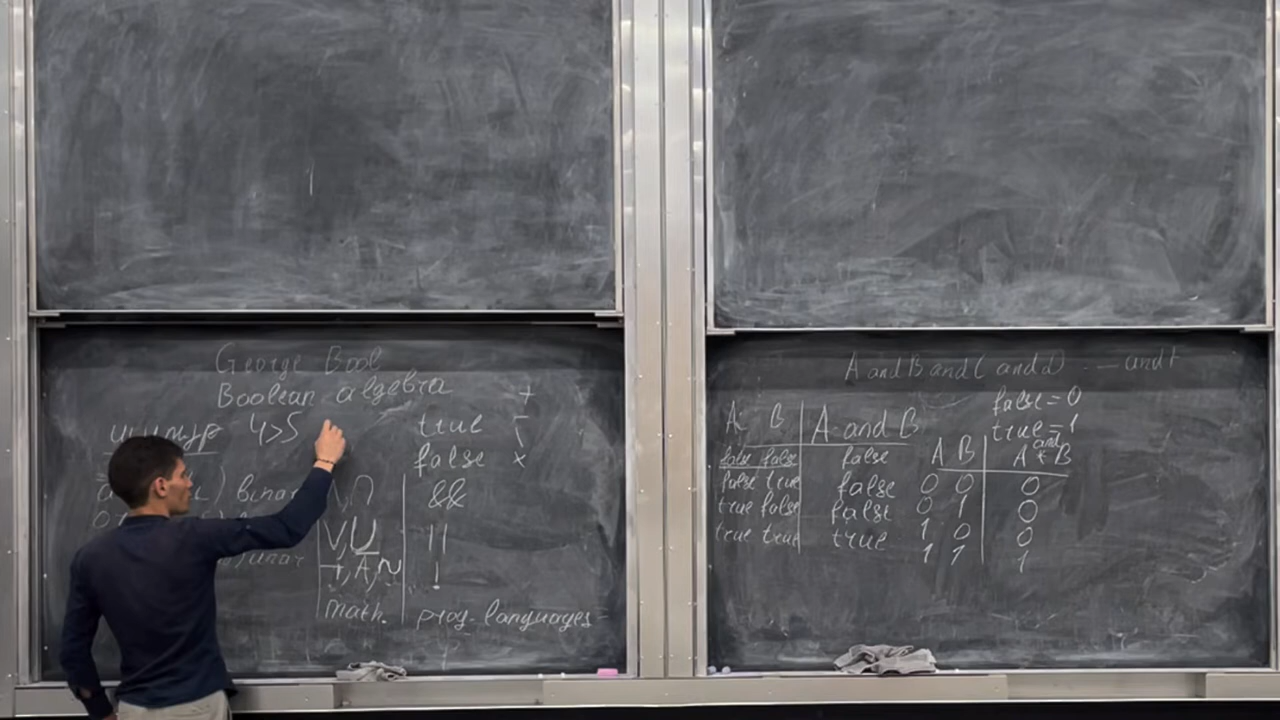 George Bool
Boolean algebra +
4>5 true -
false ×
) binar \, ∩ &&
V, U ||
unar ¬, Ā, ~ !
math. prog. languages
A and B and C and D ... and F
false = 0
true = 1
A B A and B
false false false
false true false
true false false
true true true
and
A B A * B
0 0 0
0 1 0
1 0 0
1 1 1